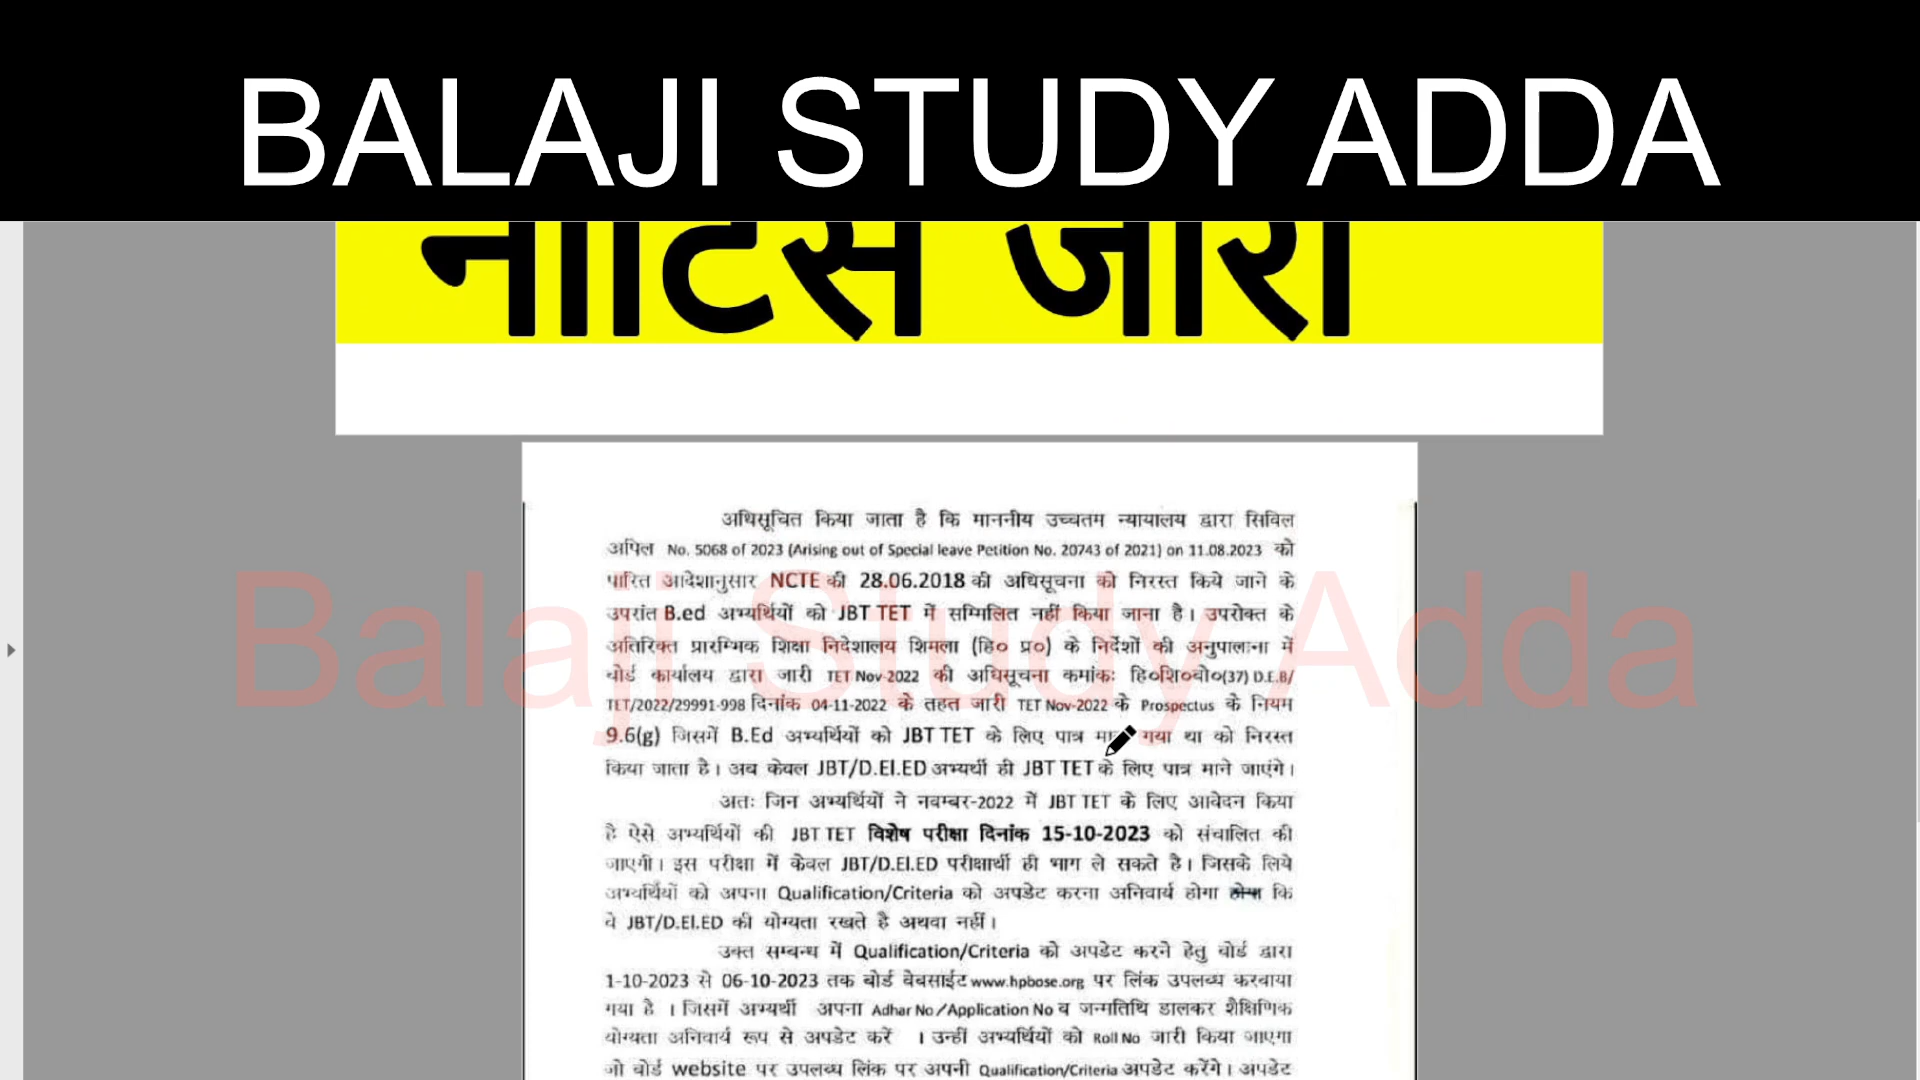 BALAJI STUDY ADDA
नोटिस जारी
अधिसूचित किया जाता है कि माननीय उच्चतम न्यायालय द्वारा सिविल
अपिल No. 5068 of 2023 (Arising out of Special leave Petition No. 20743 of 2021) on 11.08.2023 को
पारित आदेशानुसार NCTE की 28.06.2018 की अधिसूचना को निरस्त किये जाने के
उपरांत B.ed अभ्यर्थियों को JBT TET में सम्मिलित नहीं किया जाना है। उपरोक्त के
अतिरिक्त प्रारम्भिक शिक्षा निदेशालय शिमला (हि० प्र०) के निर्देशों की अनुपालाना में
बोर्ड कार्यालय द्वारा जारी TET Nov-2022 की अधिसूचना कमांकः हि०शि०बो०(37) D.E.B/
TET/2022/29991-998 दिनांक 04-11-2022 के तहत जारी TET Nov-2022 के Prospectus के नियम
9.6(g) जिसमें B.Ed अभ्यर्थियों को JBT TET के लिए पात्र गया था को निरस्त
किया जाता है। अब केवल JBT/D.El.ED अभ्यर्थी ही JBT TET के लिए पात्र माने जाएंगे।
अतः जिन अभ्यर्थियों ने नवम्बर-2022 में JBT TET के लिए आवेदन किया
है ऐसे अभ्यर्थियों की JBT TET विशेष परीक्षा दिनांक 15-10-2023 को संचालित की
जाएगी। इस परीक्षा में केवल JBT/D.El.ED परीक्षार्थी ही भाग ले सकते है। जिसके लिये
अभ्यर्थियों को अपना Qualification/Criteria को अपडेट करना अनिवार्य होगा कि
वे JBT/D.El.ED की योग्यता रखते है अथवा नहीं।
उक्त सम्बन्ध में Qualification/Criteria को अपडेट करने हेतु बोर्ड द्वारा
1-10-2023 से 06-10-2023 तक बोर्ड वेबसाईट www.hpbose.org पर लिंक उपलब्ध करवाया
गया है । जिसमें अभ्यर्थी अपना Adhar No/Application No व जन्मतिथि डालकर शैक्षिणिक
योग्यता अनिवार्य रूप से अपडेट करें । उन्हीं अभ्यर्थियों को Roll No जारी किया जाएगा
जो बोर्ड website पर उपलब्ध लिंक पर अपनी Qualification/Criteria अपडेट करेंगे। अपडेट
Balaji Study Adda